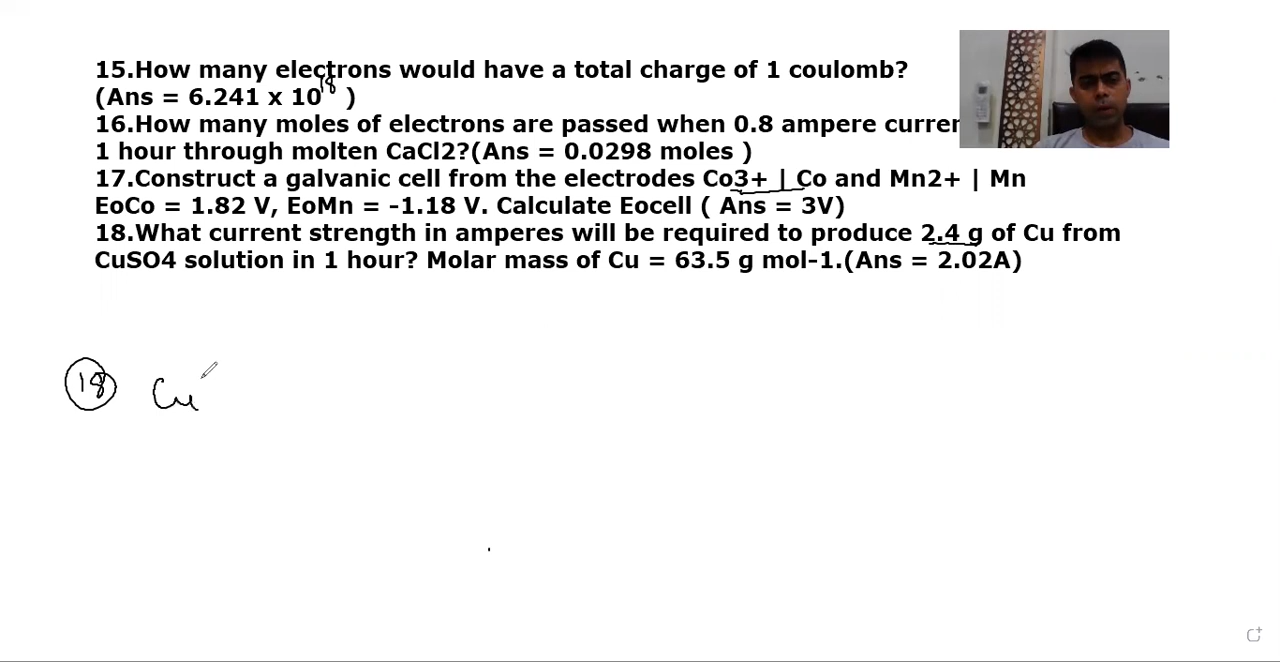 15.How many electrons would have a total charge of 1 coulomb?
(Ans = 6.241 x 10^18 )
16.How many moles of electrons are passed when 0.8 ampere
1 hour through molten CaCl2?(Ans = 0.0298 moles )
17.Construct a galvanic cell from the electrodes Co3+ | Co and Mn2+ | Mn
EoCo = 1.82 V, EoMn = -1.18 V. Calculate Eocell ( Ans = 3V)
18.What current strength in amperes will be required to produce 2.4 g of Cu from
CuSO4 solution in 1 hour? Molar mass of Cu = 63.5 g mol-1.(Ans = 2.02A)
18 Cu